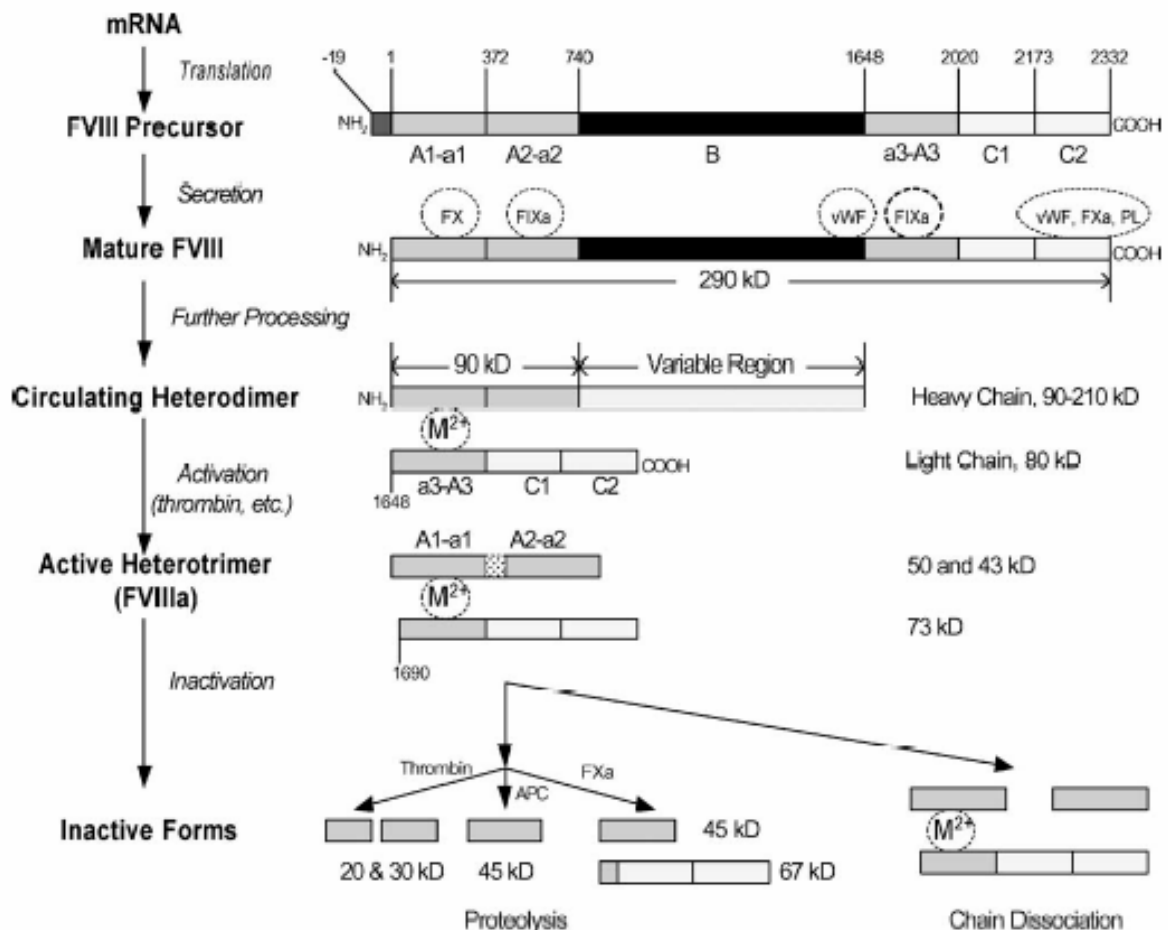 mRNA
Translation
-19 1 372 740 1648 2020 2173 2332
FVIII Precursor
NH2 COOH
A1-a1 A2-a2 B a3-A3 C1 C2
Secretion
FX FIXa vWF FIXa vWF, FXa, PL
Mature FVIII
NH2 COOH
290 kD
Further Processing
90 kD Variable Region
Circulating Heterodimer
NH2 Heavy Chain, 90-210 kD
M2+
Light Chain, 80 kD
COOH
Activation
(thrombin, etc.)
1648 a3-A3 C1 C2
A1-a1 A2-a2
Active Heterotrimer
(FVIIIa)
50 and 43 kD
M2+
73 kD
1690
Inactivation
Thrombin APC FXa
Inactive Forms
45 kD
M2+
20 & 30 kD 45 kD 67 kD
Proteolysis Chain Dissociation